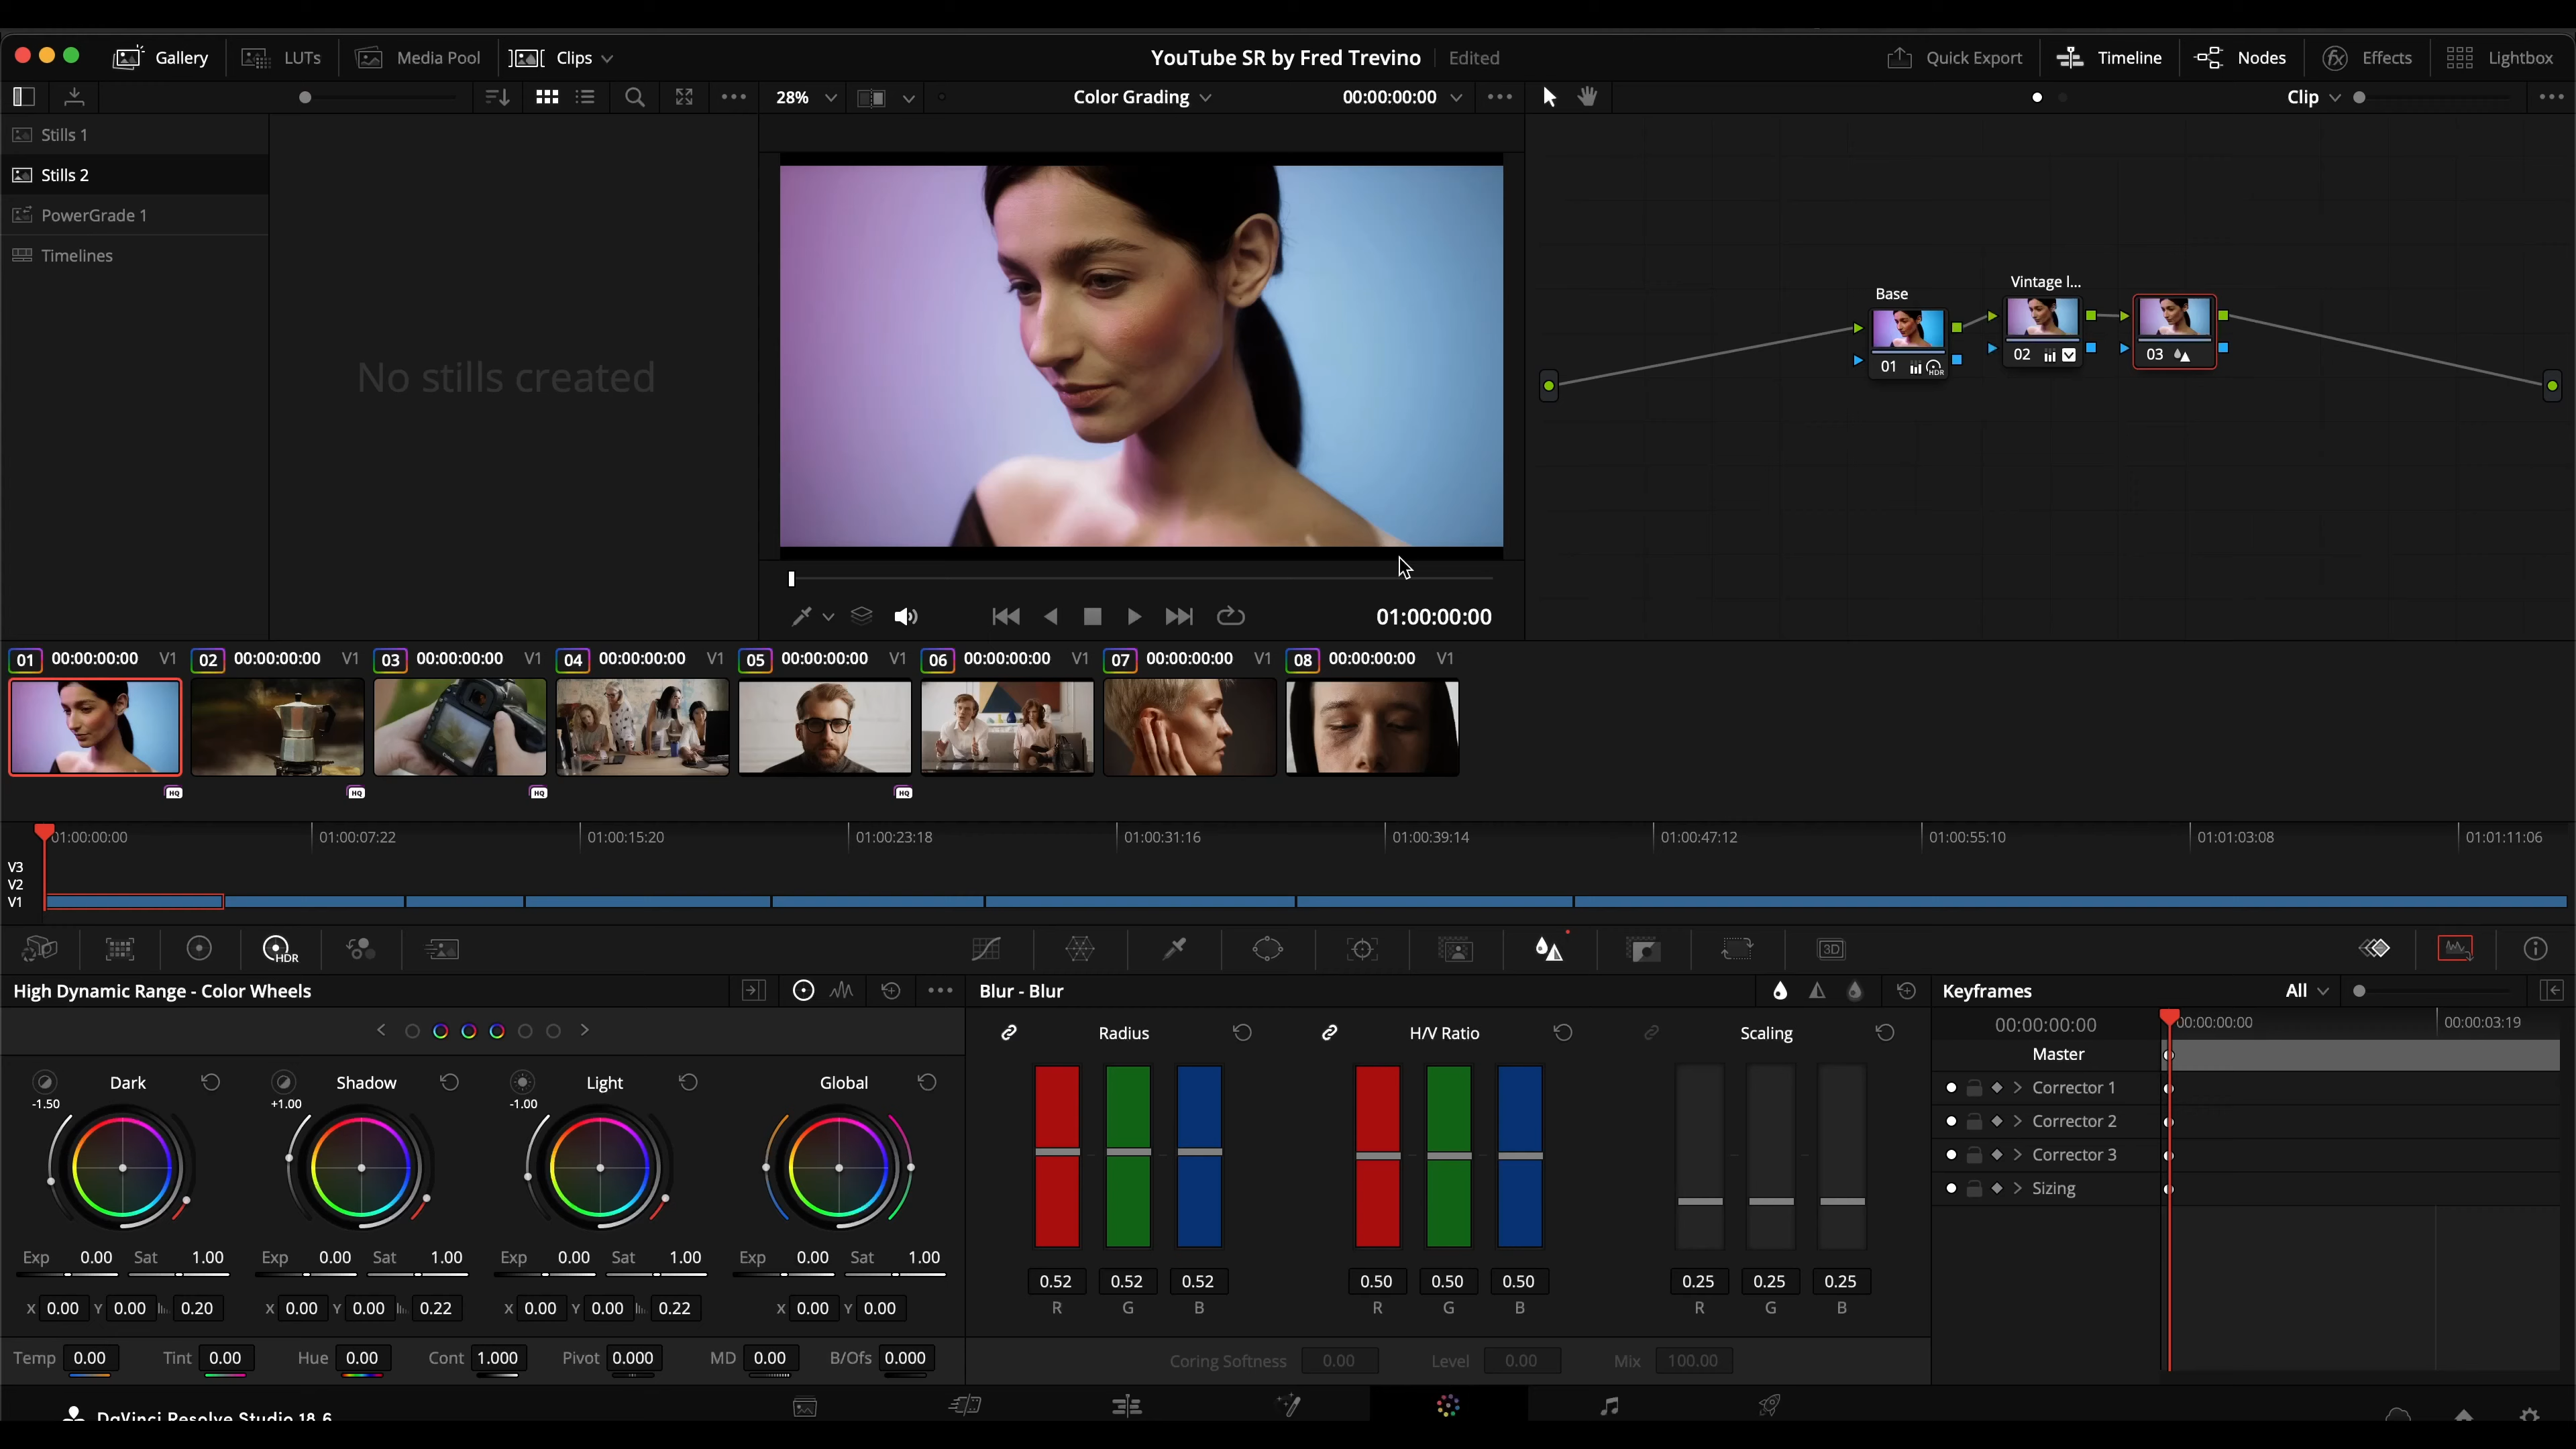 Gallery LUTs Media Pool Clips YouTube SR by Fred Trevino Edited Quick Export Timeline Nodes Effects Lightbox
28% Color Grading 00:00:00:00 Clip
Stills 1
Stills 2
PowerGrade 1
Timelines
No stills created
Base
Vintage l...
01 HDR
02
03
01:00:00:00
01 00:00:00:00 V1 02 00:00:00:00 V1 03 00:00:00:00 V1 04 00:00:00:00 V1 05 00:00:00:00 V1 06 00:00:00:00 V1 07 00:00:00:00 V1 08 00:00:00:00 V1
HQ HQ HQ HQ
01:00:00:00 01:00:07:22 01:00:15:20 01:00:23:18 01:00:31:16 01:00:39:14 01:00:47:12 01:00:55:10 01:01:03:08 01:01:11:06
V3
V2
V1
HDR 3D
High Dynamic Range - Color Wheels
Dark Shadow Light Global
-1.50 +1.00 -1.00
Exp 0.00 Sat 1.00 Exp 0.00 Sat 1.00 Exp 0.00 Sat 1.00 Exp 0.00 Sat 1.00
X 0.00 Y 0.00 0.20 X 0.00 Y 0.00 0.22 X 0.00 Y 0.00 0.22 X 0.00 Y 0.00
Temp 0.00 Tint 0.00 Hue 0.00 Cont 1.000 Pivot 0.000 MD 0.00 B/Ofs 0.000
Blur - Blur
Radius H/V Ratio Scaling
0.52 0.52 0.52 0.50 0.50 0.50 0.25 0.25 0.25
R G B R G B R G B
Coring Softness 0.00 Level 0.00 Mix 100.00
Keyframes All
00:00:00:00 00:00:00:00 00:00:03:19
Master
Corrector 1
Corrector 2
Corrector 3
Sizing
DaVinci Resolve Studio 18.6